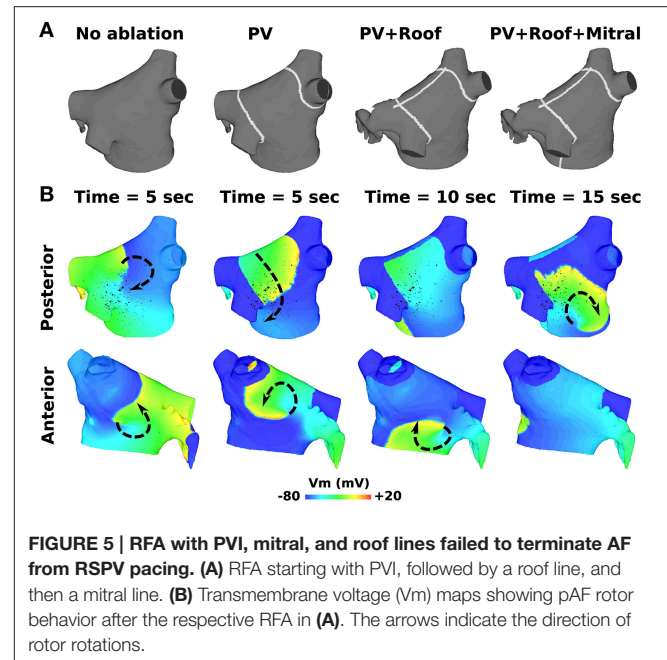 A No ablation PV PV+Roof PV+Roof+Mitral
B Time = 5 sec Time = 5 sec Time = 10 sec Time = 15 sec
Posterior
Anterior
Vm (mV)
-80 +20
FIGURE 5 | RFA with PVI, mitral, and roof lines failed to terminate AF
from RSPV pacing. (A) RFA starting with PVI, followed by a roof line, and
then a mitral line. (B) Transmembrane voltage (Vm) maps showing pAF rotor
behavior after the respective RFA in (A). The arrows indicate the direction of
rotor rotations.